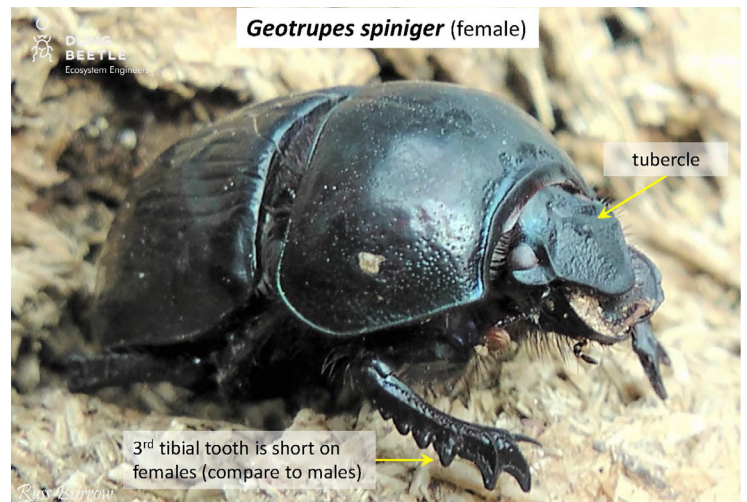 Geotrupes spiniger (female)
DUNG
BEETLE
Ecosystem Engineers
tubercle
3rd tibial tooth is short on
females (compare to males)
Russ Burrow